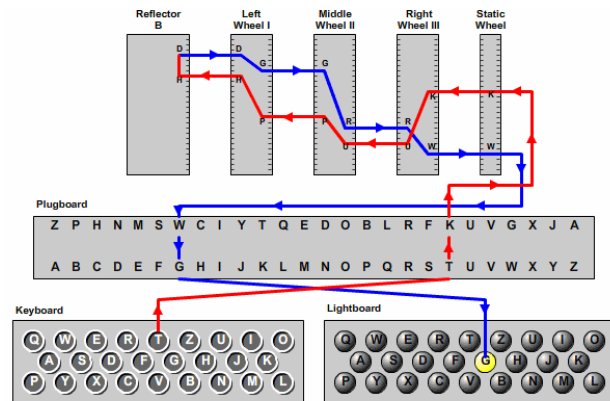 Reflector B
Left Wheel I
Middle Wheel II
Right Wheel III
Static Wheel
D D
G G
H H
K K
P P
R R
U U
W W
Plugboard
Z P H N M S W C I Y T Q E D O B L R F K U V G X J A
A B C D E F G H I J K L M N O P Q R S T U V W X Y Z
Keyboard
Q W E R T Z U I O
A S D F G H J K
P Y X C V B N M L
Lightboard
Q W E R T Z U I O
A S D F G H J K
P Y X C V B N M L